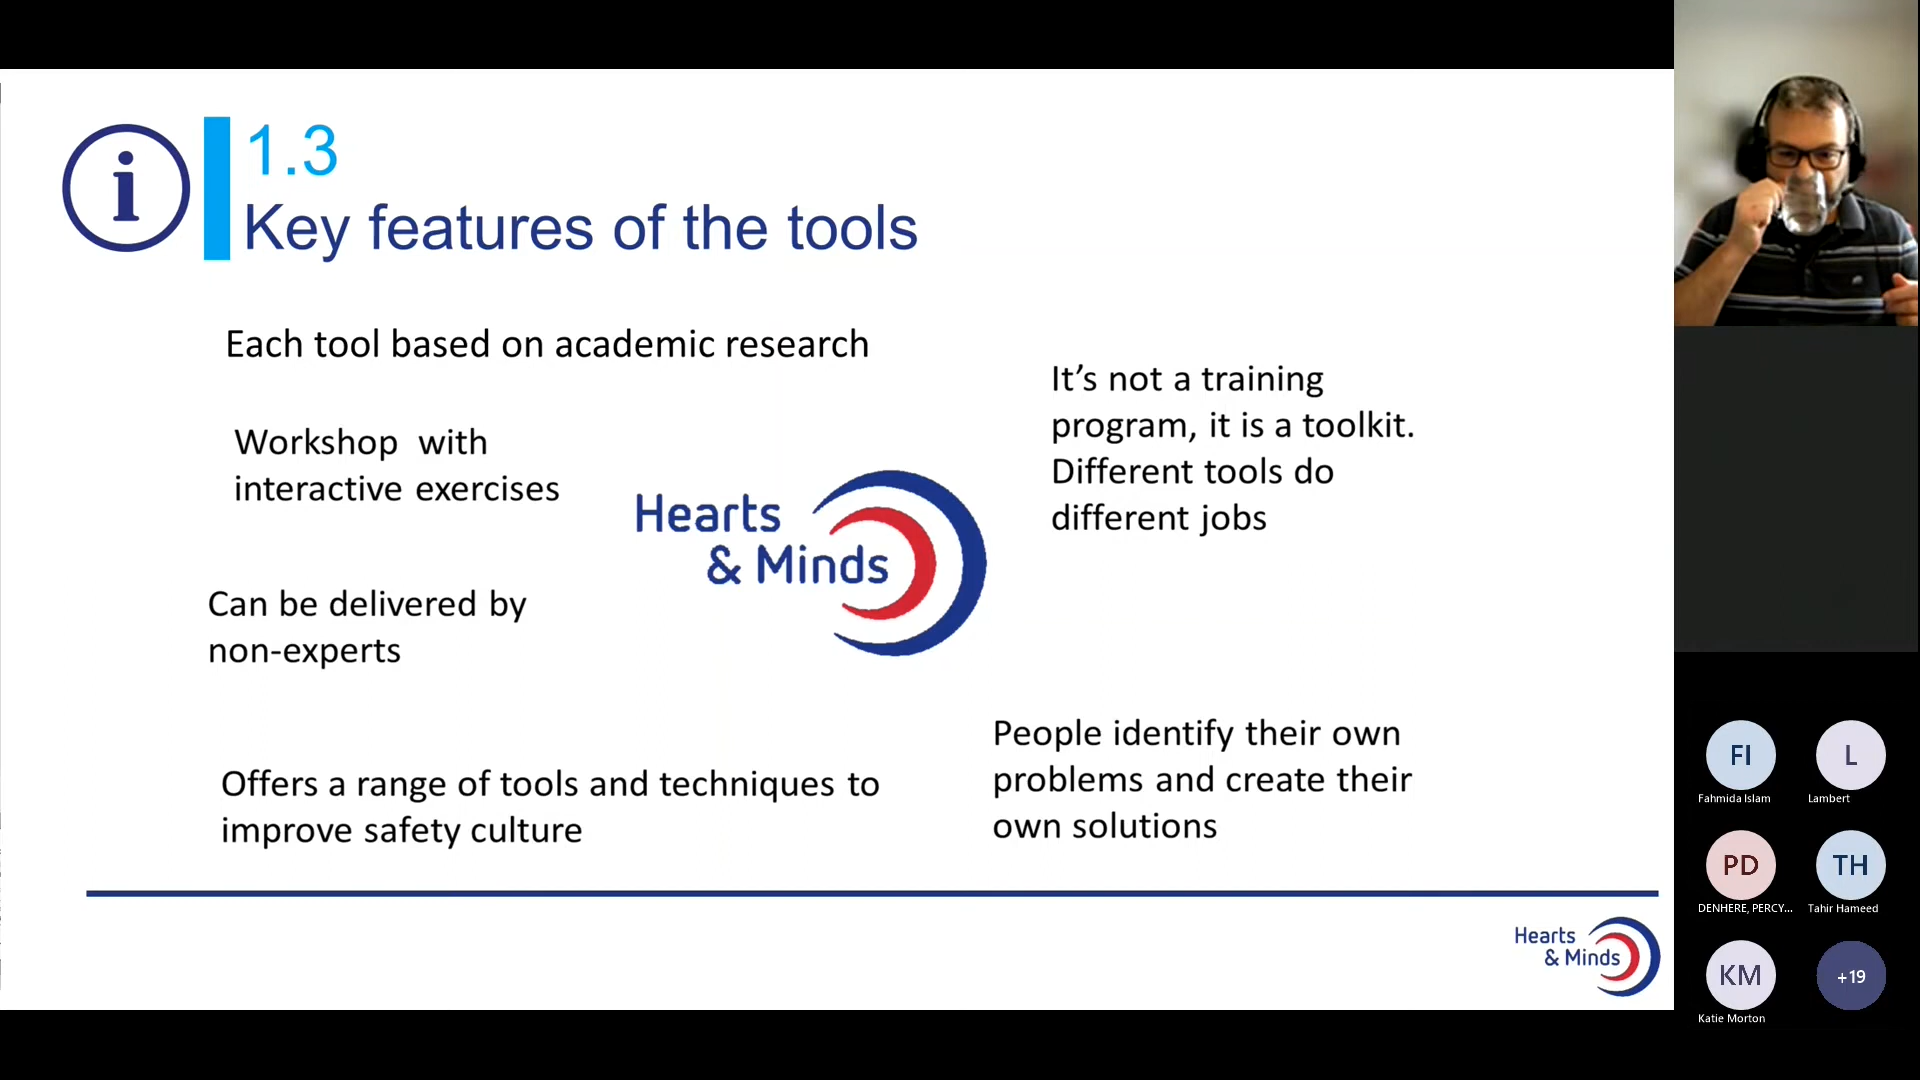 i
1.3
Key features of the tools
Each tool based on academic research
Workshop with
interactive exercises
Can be delivered by
non-experts
Offers a range of tools and techniques to
improve safety culture
Hearts
& Minds
It's not a training
program, it is a toolkit.
Different tools do
different jobs
People identify their own
problems and create their
own solutions
Hearts
& Minds
FI
Fahmida Islam
L
Lambert
PD
DENHERE, PERCY...
TH
Tahir Hameed
KM
Katie Morton
+19